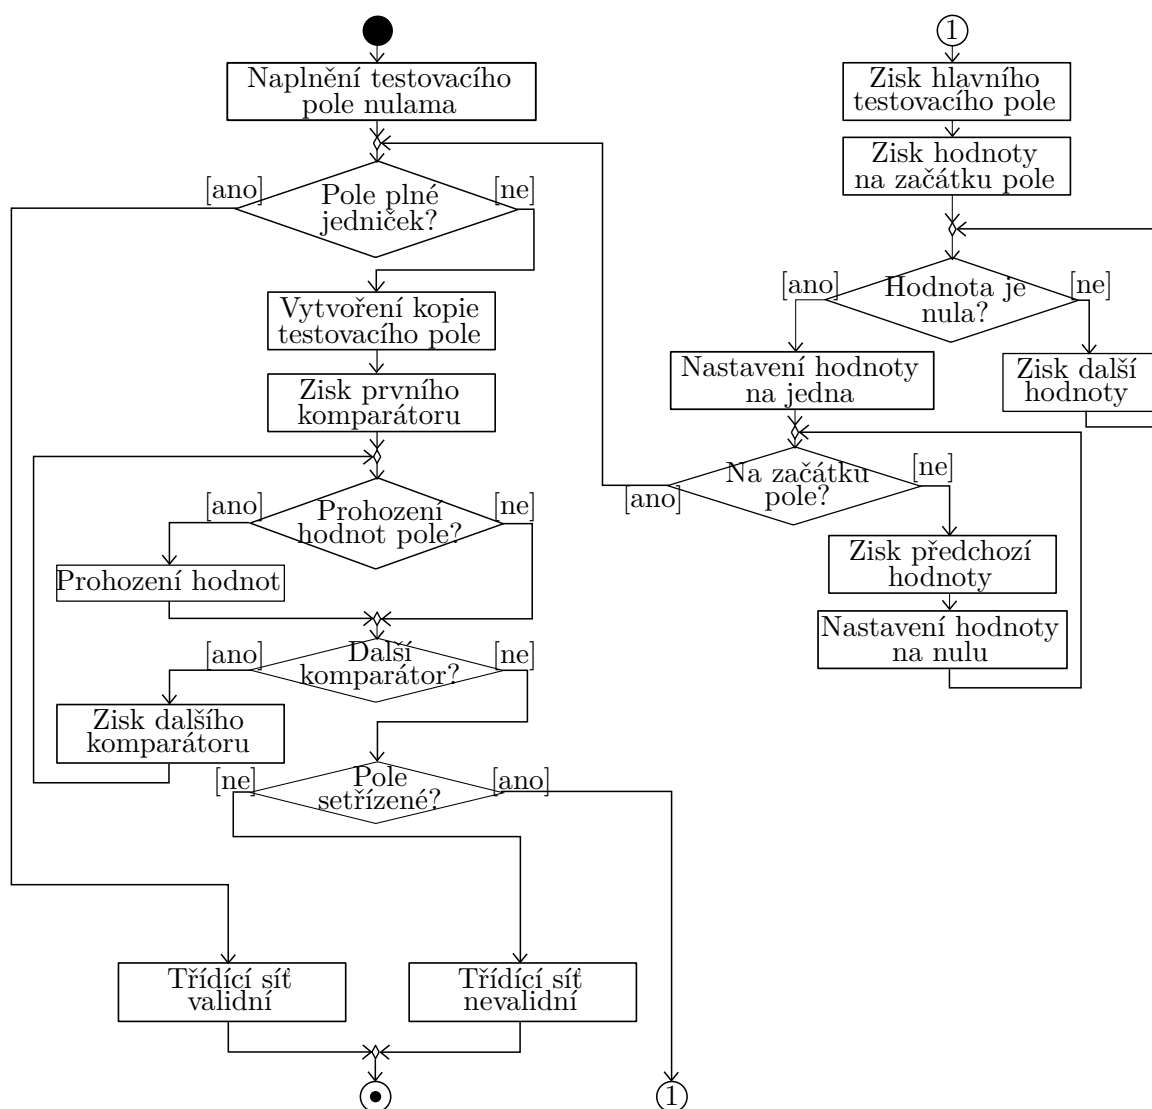 Naplnění testovacího
pole nulama
[ano]
Pole plné
jedniček?
[ne]
Vytvoření kopie
testovacího pole
Zisk prvního
komparátoru
[ano]
Prohození
hodnot pole?
[ne]
Prohození hodnot
[ano]
Další
komparátor?
[ne]
Zisk dalšího
komparátoru
[ne]
Pole
setřízené?
[ano]
Třídící síť
validní
Třídící síť
nevalidní
1
1
Zisk hlavního
testovacího pole
Zisk hodnoty
na začátku pole
[ano]
Hodnota je
nula?
[ne]
Nastavení hodnoty
na jedna
Zisk další
hodnoty
[ano]
Na začátku
pole?
[ne]
Zisk předchozí
hodnoty
Nastavení hodnoty
na nulu